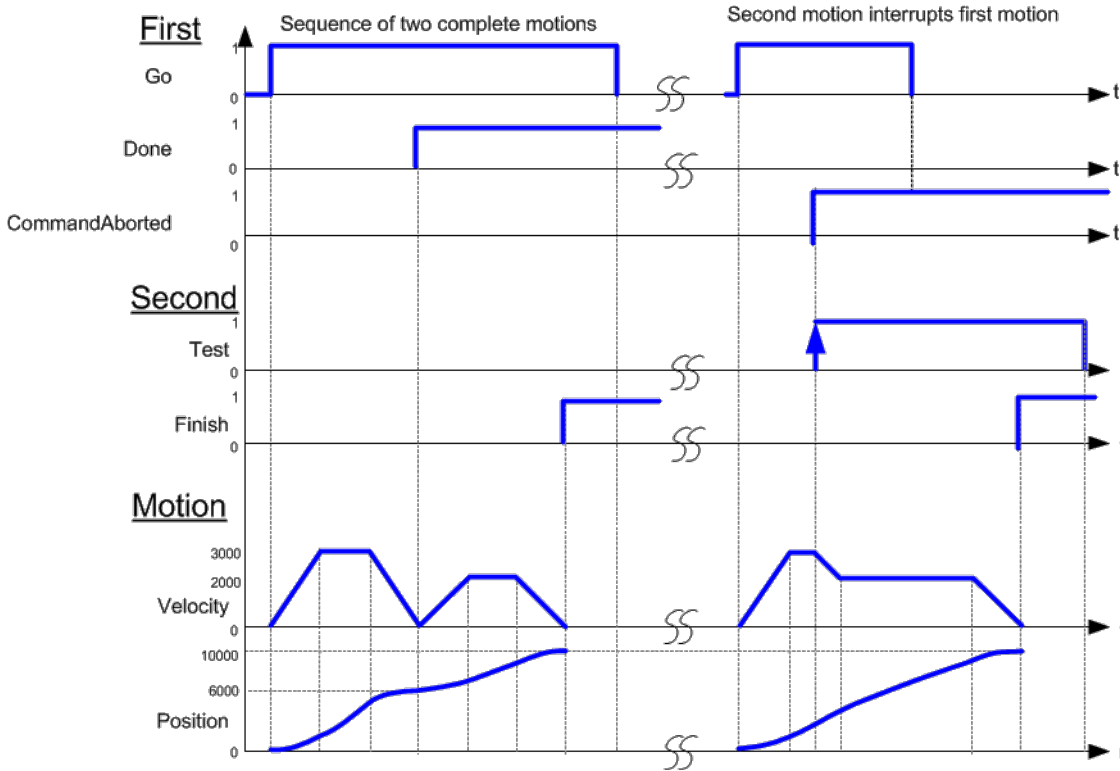 Sequence of two complete motions
Second motion interrupts first motion
First
1
Go
0
t
1
Done
0
t
1
CommandAborted
0
t
Second
1
Test
0
1
Finish
0
Motion
3000
2000
Velocity
0
10000
6000
Position
0